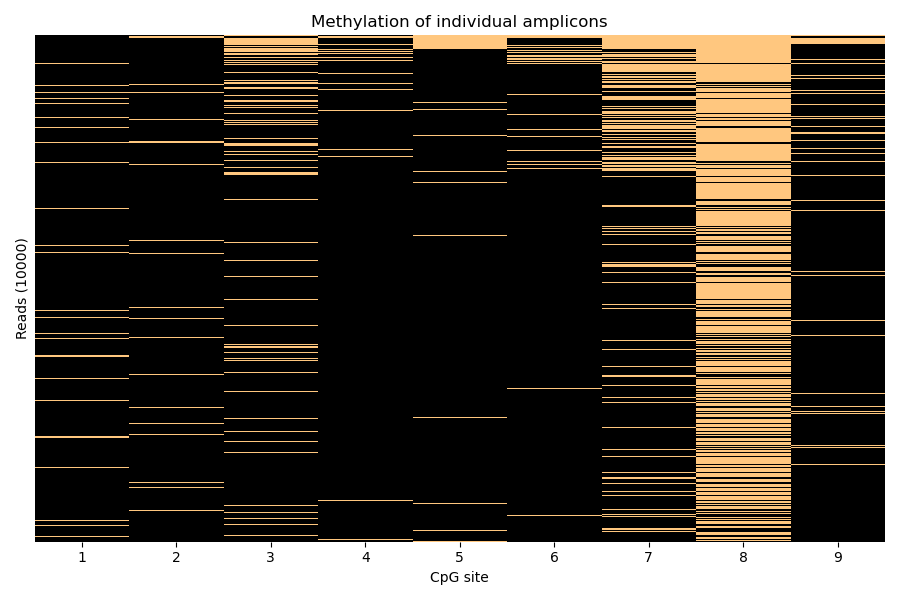 Methylation of individual amplicons
Reads (10000)
1 2 3 4 5 6 7 8 9
CpG site